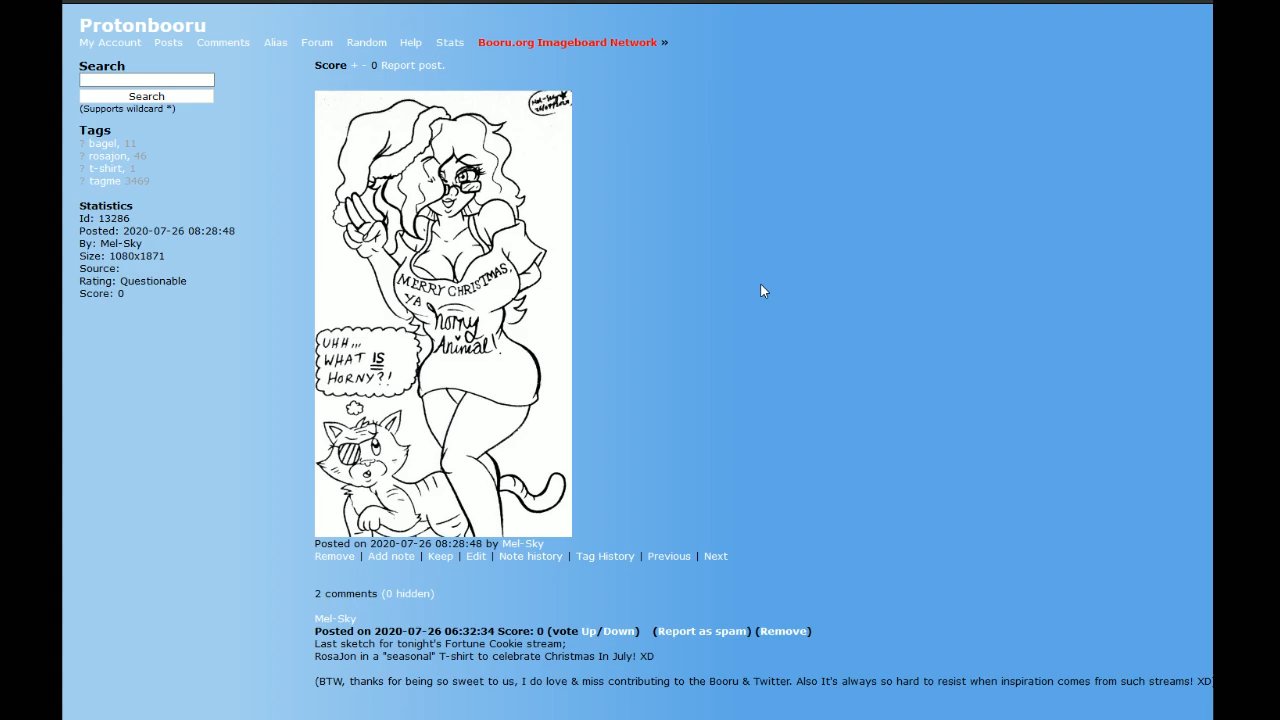 Protonbooru
My Account Posts Comments Alias Forum Random Help Stats Booru.org Imageboard Network »
Search
Search
(Supports wildcard *)
Tags
? bagel, 11
? rosajon, 46
? t-shirt, 1
? tagme 3469
Statistics
Id: 13286
Posted: 2020-07-26 08:28:48
By: Mel-Sky
Size: 1080x1871
Source:
Rating: Questionable
Score: 0
Score + - 0 Report post.
Mel-Sky
MERRY CHRISTMAS,
YA
horny
Animal!
UHH,,,
WHAT IS
HORNY?!
Posted on 2020-07-26 08:28:48 by Mel-Sky
Remove | Add note | Keep | Edit | Note history | Tag History | Previous | Next
2 comments (0 hidden)
Mel-Sky
Posted on 2020-07-26 06:32:34 Score: 0 (vote Up/Down) (Report as spam) (Remove)
Last sketch for tonight's Fortune Cookie stream;
RosaJon in a "seasonal" T-shirt to celebrate Christmas In July! XD
(BTW, thanks for being so sweet to us, I do love & miss contributing to the Booru & Twitter. Also It's always so hard to resist when inspiration comes from such streams! XD)